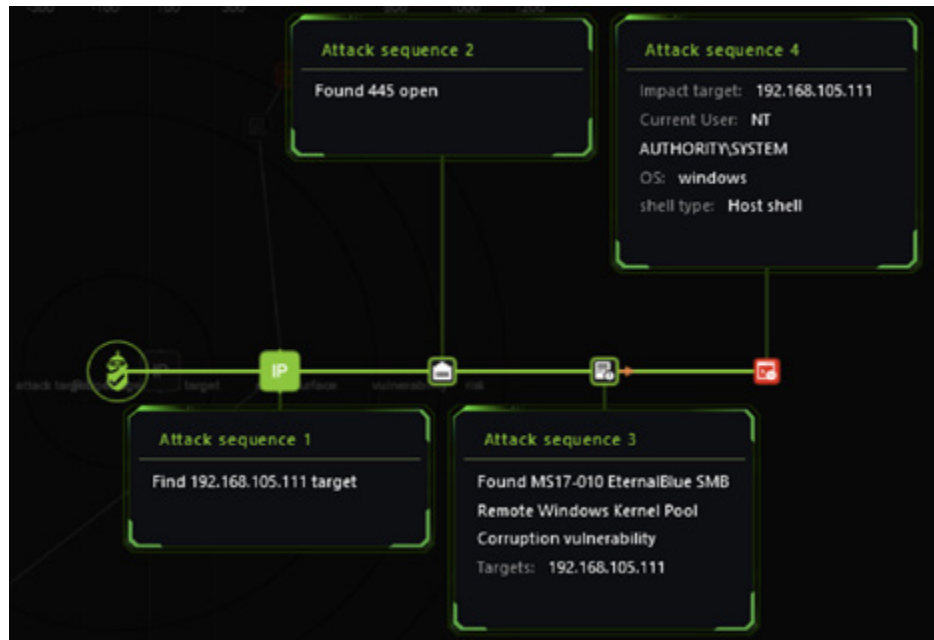 Attack sequence 2
Found 445 open
Attack sequence 4
Impact target: 192.168.105.111
Current User: NT
AUTHORITY\SYSTEM
OS: windows
shell type: Host shell
IP
Attack sequence 1
Find 192.168.105.111 target
Attack sequence 3
Found MS17-010 EternalBlue SMB
Remote Windows Kernel Pool
Corruption vulnerability
Targets: 192.168.105.111